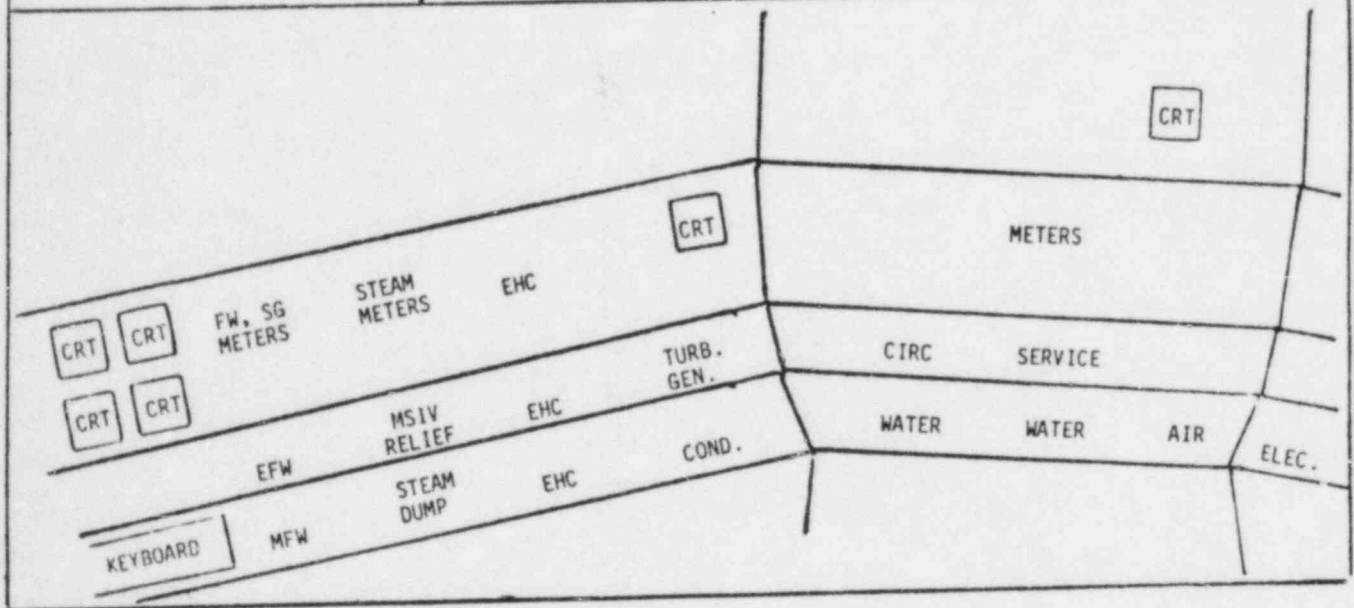 CRT
METERS
CRT
CRT
CRT
FW, SG
METERS
STEAM
METERS
EHC
CRT
CRT
EFW
MSIV
RELIEF
EHC
TURB.
GEN.
CIRC
SERVICE
WATER
WATER
AIR
ELEC.
KEYBOARD
MFW
STEAM
DUMP
EHC
COND.